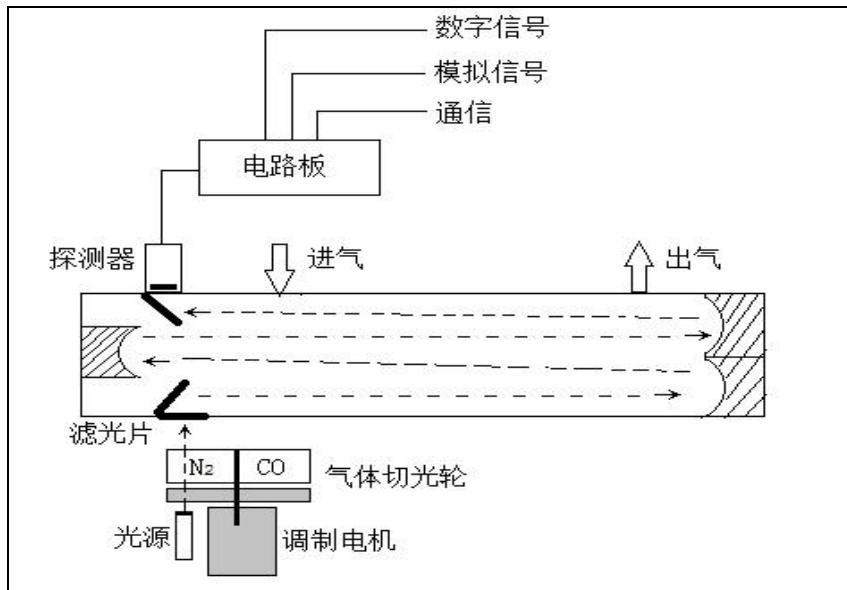 数字信号
模拟信号
通信
电路板
探测器
进气
出气
滤光片
N2 CO
气体切光轮
光源
调制电机